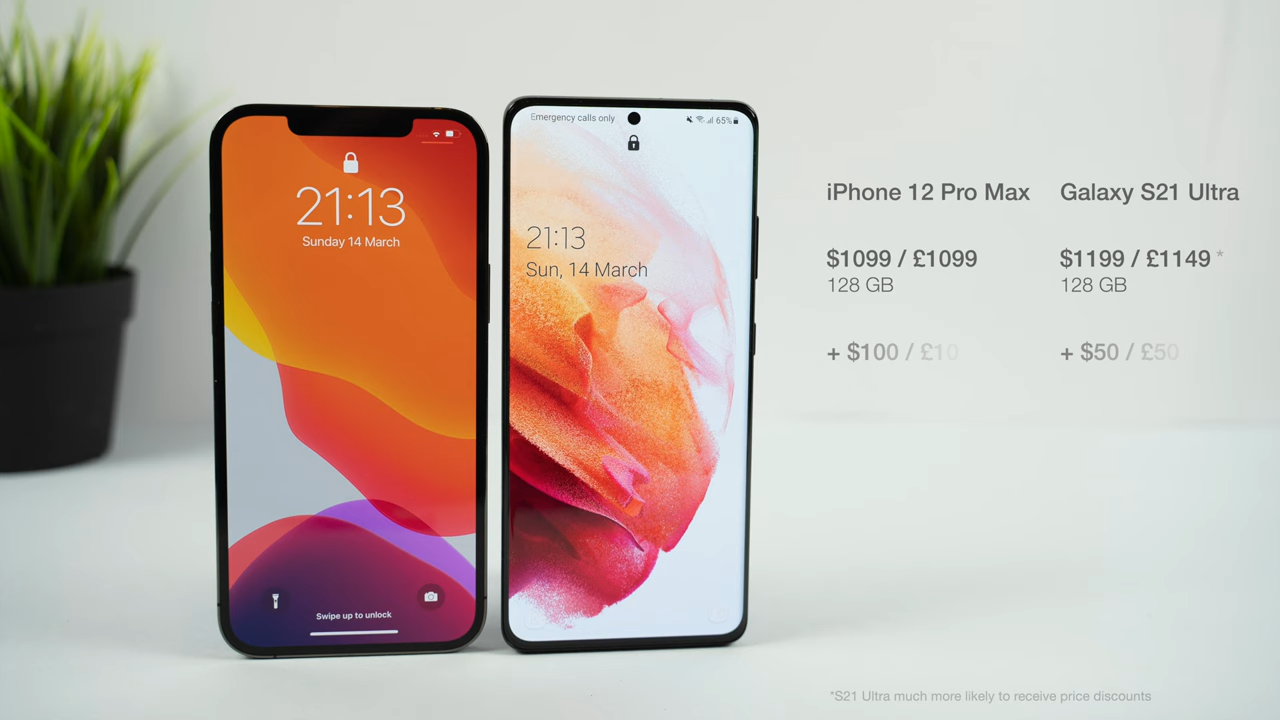 21:13
Sunday 14 March
Swipe up to unlock
Emergency calls only
65%
21:13
Sun, 14 March
iPhone 12 Pro Max
Galaxy S21 Ultra
$1099 / £1099
$1199 / £1149 *
128 GB
128 GB
+ $100 / £10
+ $50 / £50
*S21 Ultra much more likely to receive price discounts